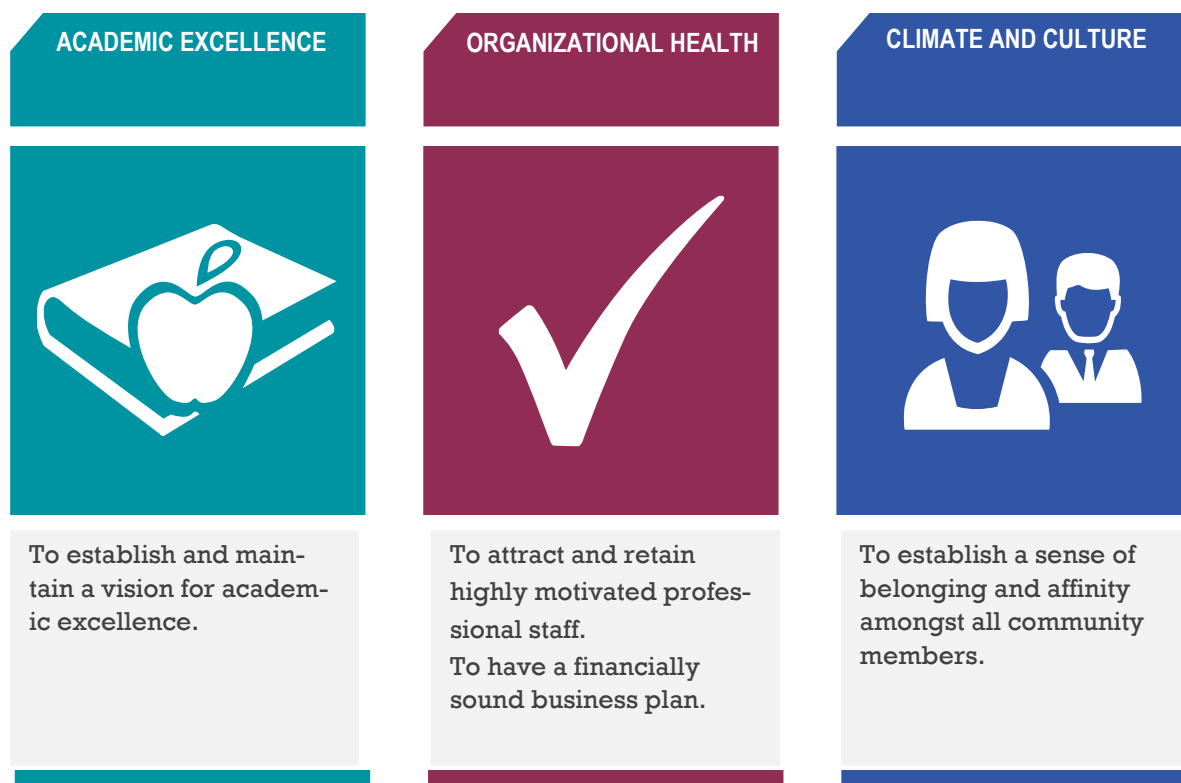 ACADEMIC EXCELLENCE
ORGANIZATIONAL HEALTH
CLIMATE AND CULTURE
To establish and main-
tain a vision for academ-
ic excellence.
To attract and retain
highly motivated profes-
sional staff.
To have a financially
sound business plan.
To establish a sense of
belonging and affinity
amongst all community
members.